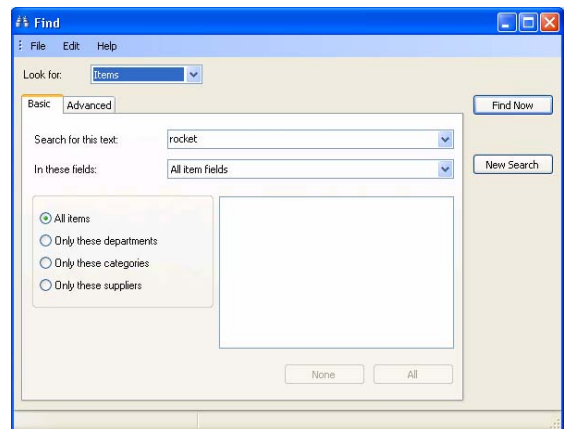 Find
File Edit Help
Look for: Items
Basic Advanced
Find Now
Search for this text: rocket
In these fields: All item fields
New Search
All items
Only these departments
Only these categories
Only these suppliers
None All